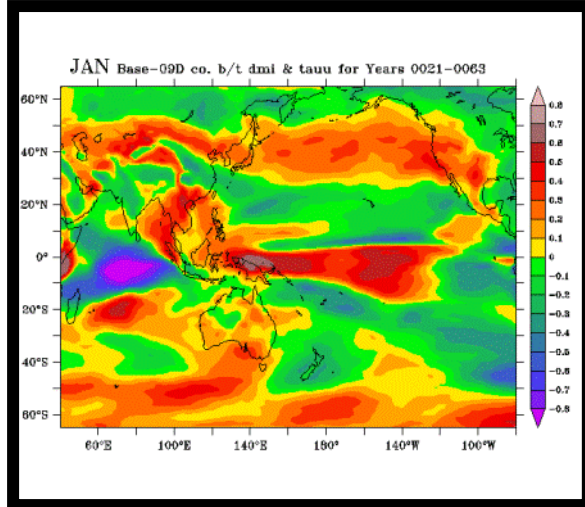 JAN Base-09D co. b/t dmi & tauu for Years 0021-0063
60°N
40°N
20°N
0°
20°S
40°S
60°S
60°E 100°E 140°E 180° 140°W 100°W
0.8
0.7
0.6
0.5
0.4
0.3
0.2
0.1
0
-0.1
-0.2
-0.3
-0.4
-0.5
-0.6
-0.7
-0.8